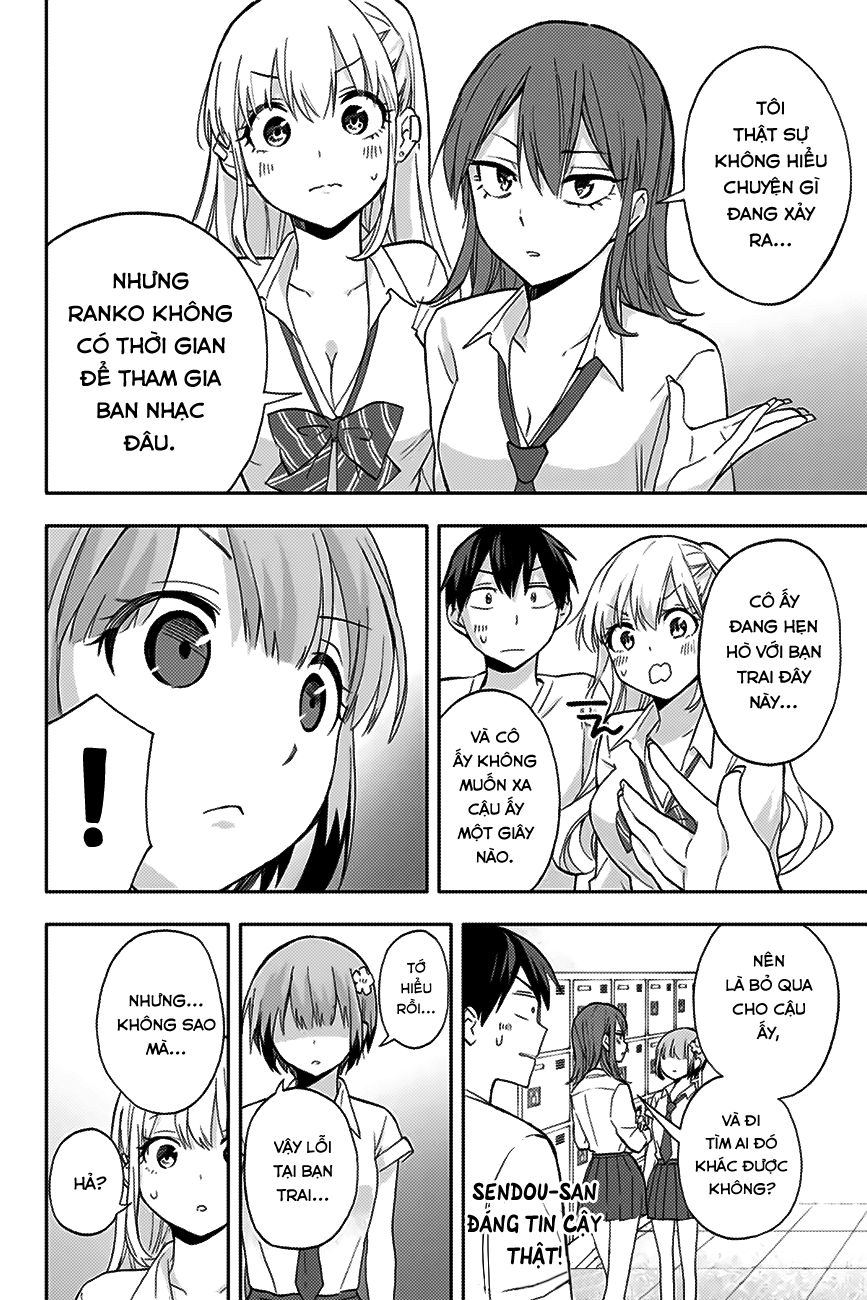 TÔI
THẬT SỰ
KHÔNG HIỂU
CHUYỆN GÌ
ĐANG XẢY
RA...
NHƯNG
RANKO KHÔNG
CÓ THỜI GIAN
ĐỂ THAM GIA
BAN NHẠC
ĐÂU.
CÔ ẤY
ĐANG HẸN
HÒ VỚI BẠN
TRAI ĐÂY
NÀY...
VÀ CÔ
ẤY KHÔNG
MUỐN XA
CẬU ẤY
MỘT GIÂY
NÀO.
!
NÊN
LÀ BỎ QUA
CHO CẬU
ẤY,
VÀ ĐI
TÌM AI ĐÓ
KHÁC ĐƯỢC
KHÔNG?
SENDOU-SAN
ĐÁNG TIN CẬY
THẬT!
TỚ
HIỂU
RỒI...
VẬY LỖI
TẠI BẠN
TRAI...
NHƯNG...
KHÔNG SAO
MÀ...
HẢ?